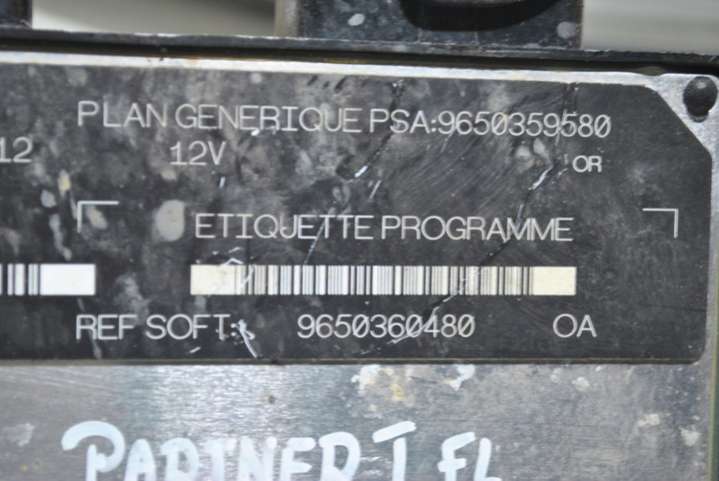 PLAN GENERIQUE PSA:9650359580
12 12V OR
ETIQUETTE PROGRAMME
REF SOFT: 9650360480 OA
PARTNER I FL